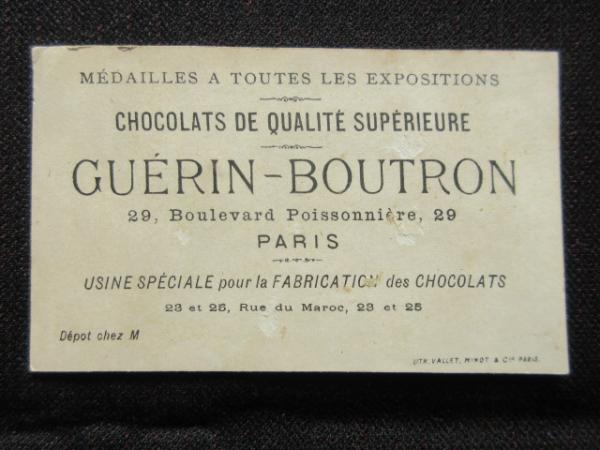 MÉDAILLES A TOUTES LES EXPOSITIONS
CHOCOLATS DE QUALITÉ SUPÉRIEURE
GUÉRIN-BOUTRON
29, Boulevard Poissonnière, 29
PARIS
USINE SPÉCIALE pour la FABRICATION des CHOCOLATS
23 et 25, Rue du Maroc, 23 et 25
Dépot chez M
LITH. VALLET, MINOT & Cie PARIS.